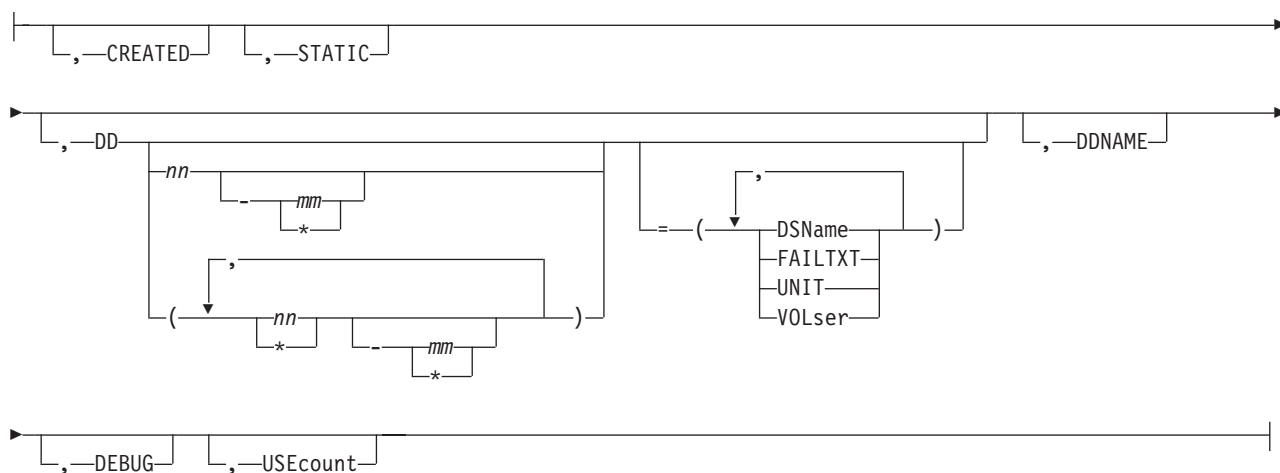 , CREATED , STATIC
, DD , DDNAME
nn ,
- mm = ( DSName )
* FAILTXT
, UNIT
( nn ) VOLser
* - mm
*
, DEBUG , USEcount